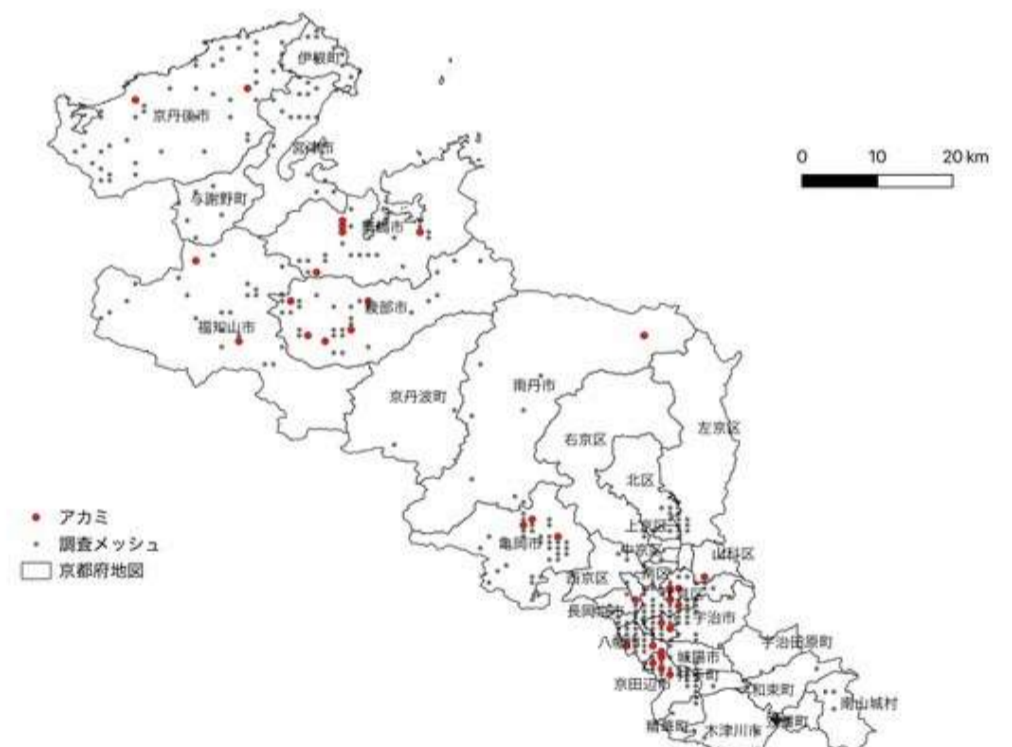 伊根町
京丹後市
宮津市
0 10 20 km
与謝野町
舞鶴市
綾部市
福知山市
南丹市
京丹波町
左京区
右京区
北区
アカミ
調査メッシュ
京都府地図
上京区
亀岡市
中京区
山科区
西京区
南区
長岡京市
宇治市
宇治田原町
城陽市
京田辺市
和束町
南山城村
精華町
木津川市